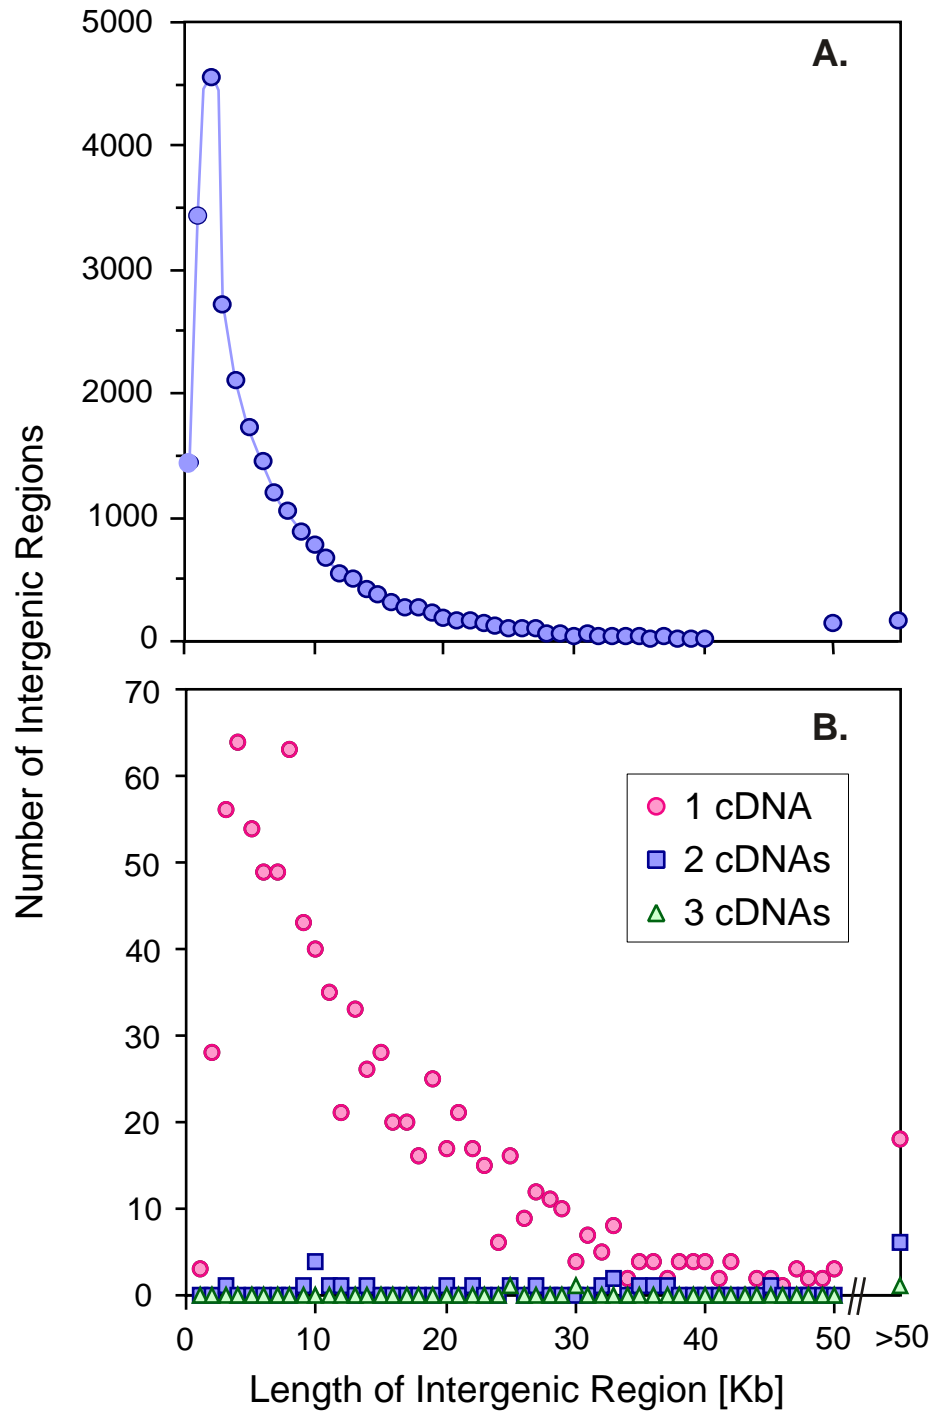 5000
A.
4000
3000
2000
1000
0
Number of Intergenic Regions
70
B.
60
1 cDNA
50
2 cDNAs
3 cDNAs
40
30
20
10
0
0 10 20 30 40 50 >50
Length of Intergenic Region [Kb]